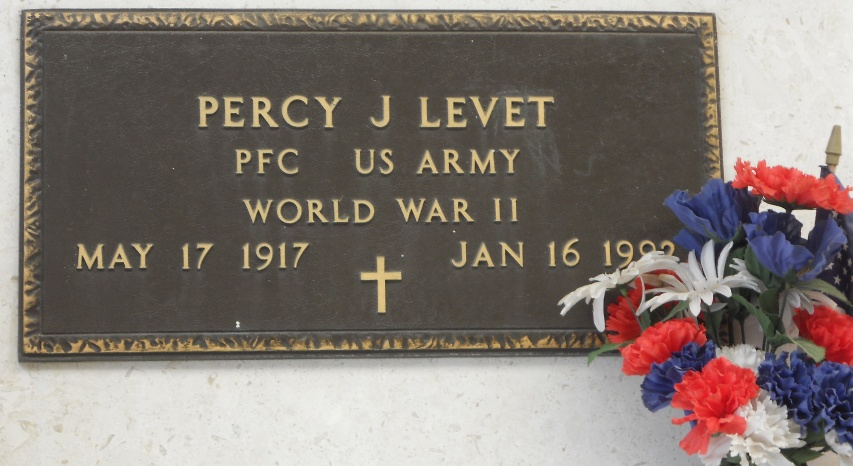 PERCY J LEVET
PFC US ARMY
WORLD WAR II
MAY 17 1917 JAN 16